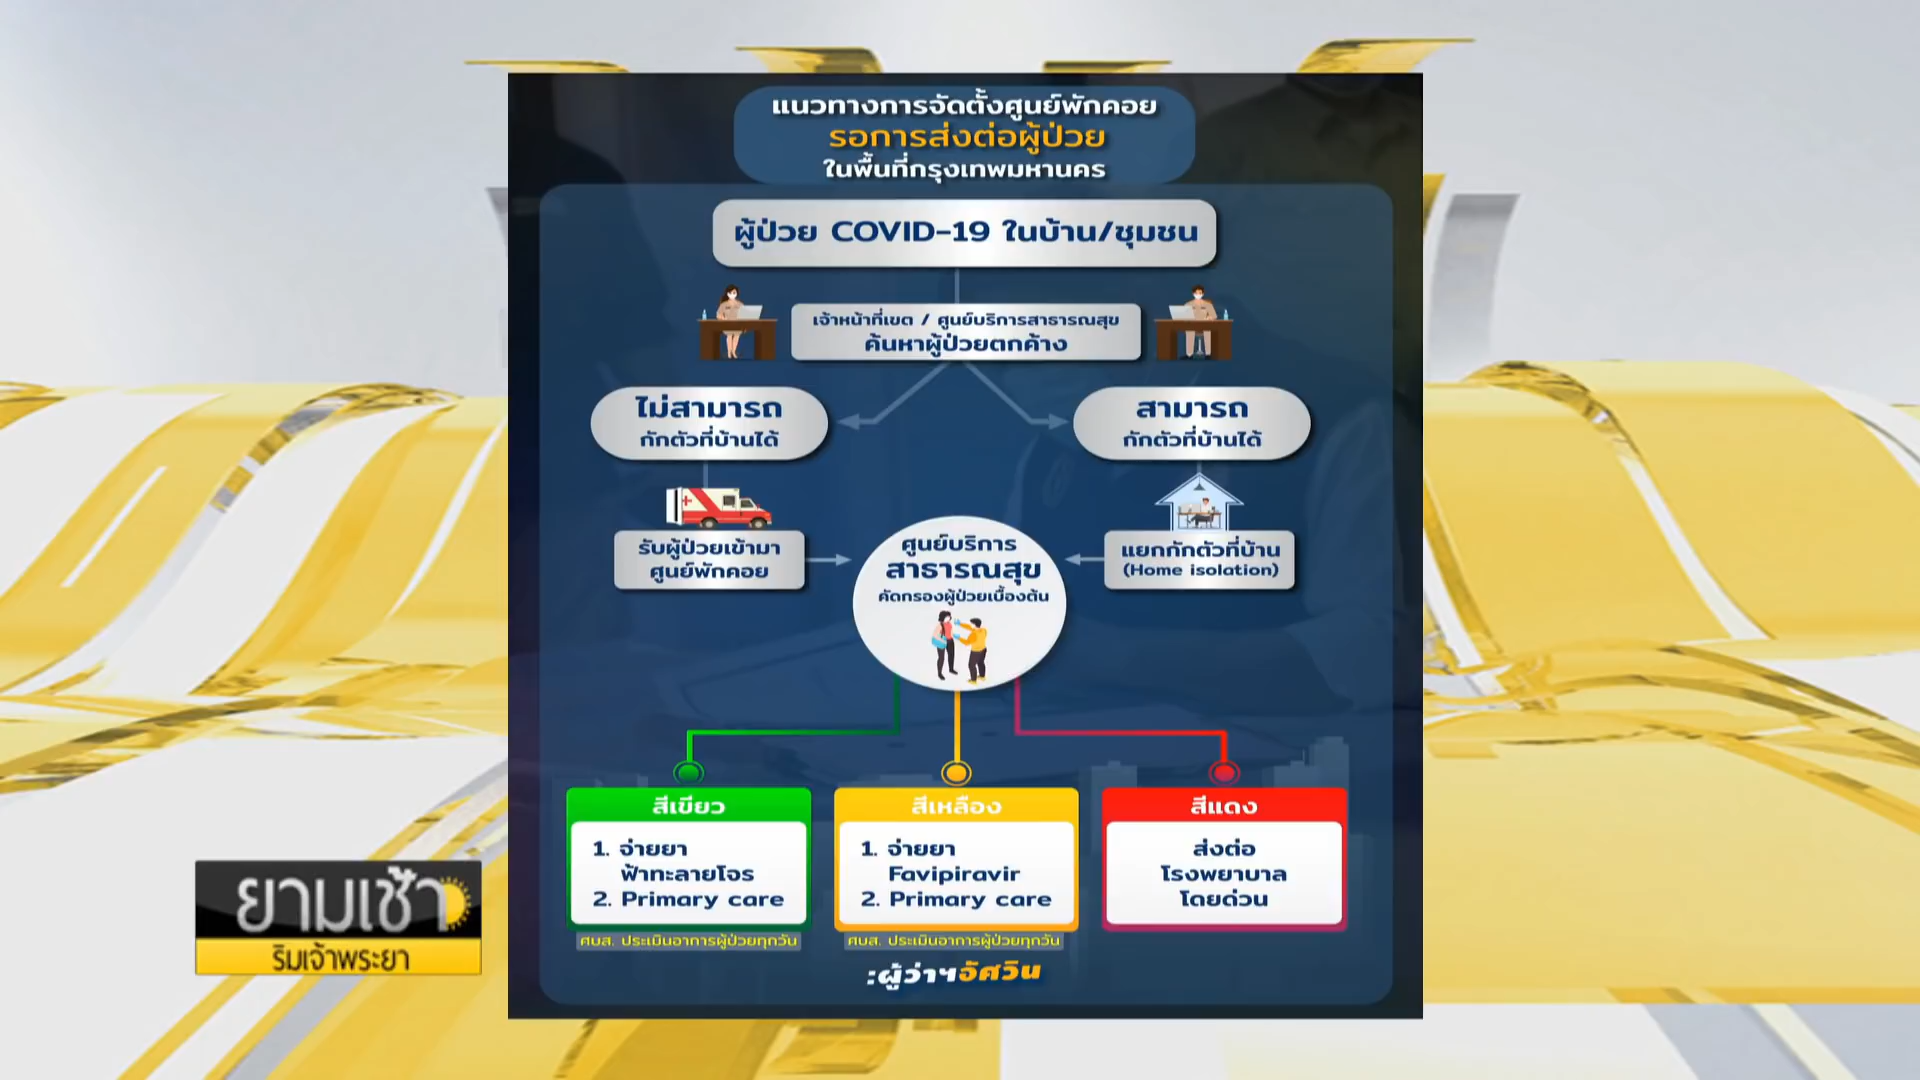 แนวทางการจัดตั้งศูนย์พักคอย
รอการส่งต่อผู้ป่วย
ในพื้นที่กรุงเทพมหานคร
ผู้ป่วย COVID-19 ในบ้าน/ชุมชน
เจ้าหน้าที่เขต / ศูนย์บริการสาธารณสุข
ค้นหาผู้ป่วยตกค้าง
ไม่สามารถ
กักตัวที่บ้านได้
สามารถ
กักตัวที่บ้านได้
รับผู้ป่วยเข้ามา
ศูนย์พักคอย
แยกกักตัวที่บ้าน
(Home isolation)
ศูนย์บริการ
สาธารณสุข
คัดกรองผู้ป่วยเบื้องต้น
สีเขียว
1. จ่ายยา
ฟ้าทะลายโจร
2. Primary care
ศบส. ประเมินอาการผู้ป่วยทุกวัน
สีเหลือง
1. จ่ายยา
Favipiravir
2. Primary care
ศบส. ประเมินอาการผู้ป่วยทุกวัน
สีแดง
ส่งต่อ
โรงพยาบาล
โดยด่วน
:ผู้ว่าฯอัศวิน
ยามเช้า
ริมเจ้าพระยา